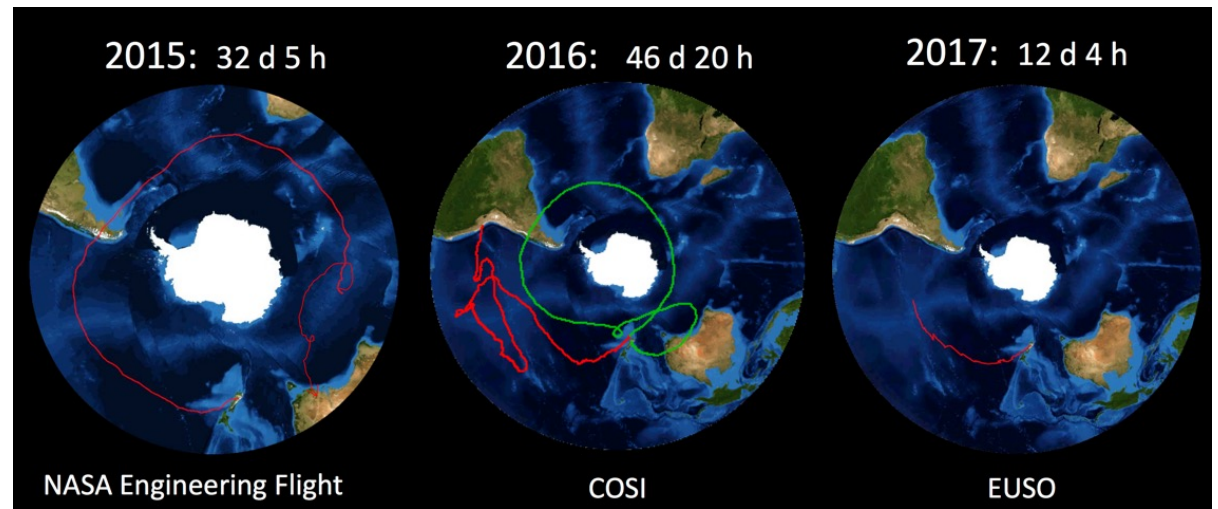 2015: 32 d 5 h
2016: 46 d 20 h
2017: 12 d 4 h
NASA Engineering Flight
COSI
EUSO